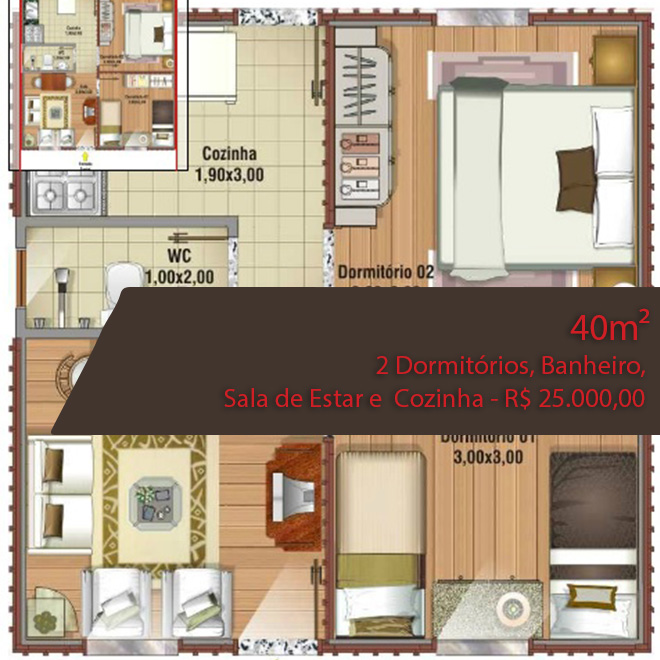 Cozinha
1,90x3,00
WC
1,00x2,00
Dormitório 02
40m²
2 Dormitórios, Banheiro,
Sala de Estar e Cozinha - R$ 25.000,00
Dormitório 01
3,00x3,00